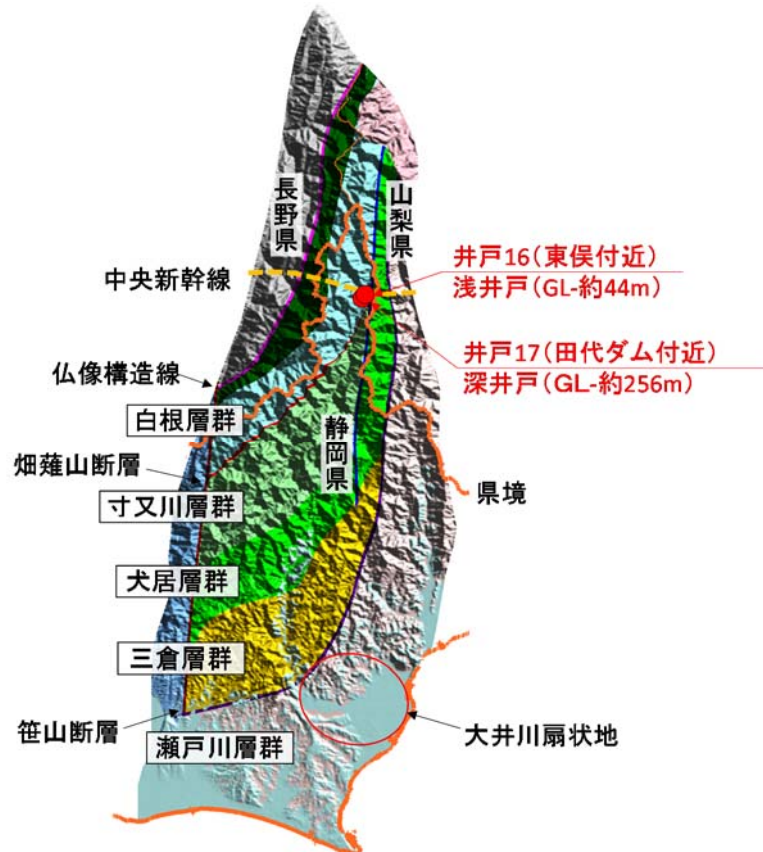 長野県
山梨県
中央新幹線
井戸16(東俣付近)
浅井戸(GL-約44m)
井戸17(田代ダム付近)
深井戸(GL-約256m)
仏像構造線
白根層群
静岡県
畑薙山断層
県境
寸又川層群
犬居層群
三倉層群
笹山断層
瀬戸川層群
大井川扇状地